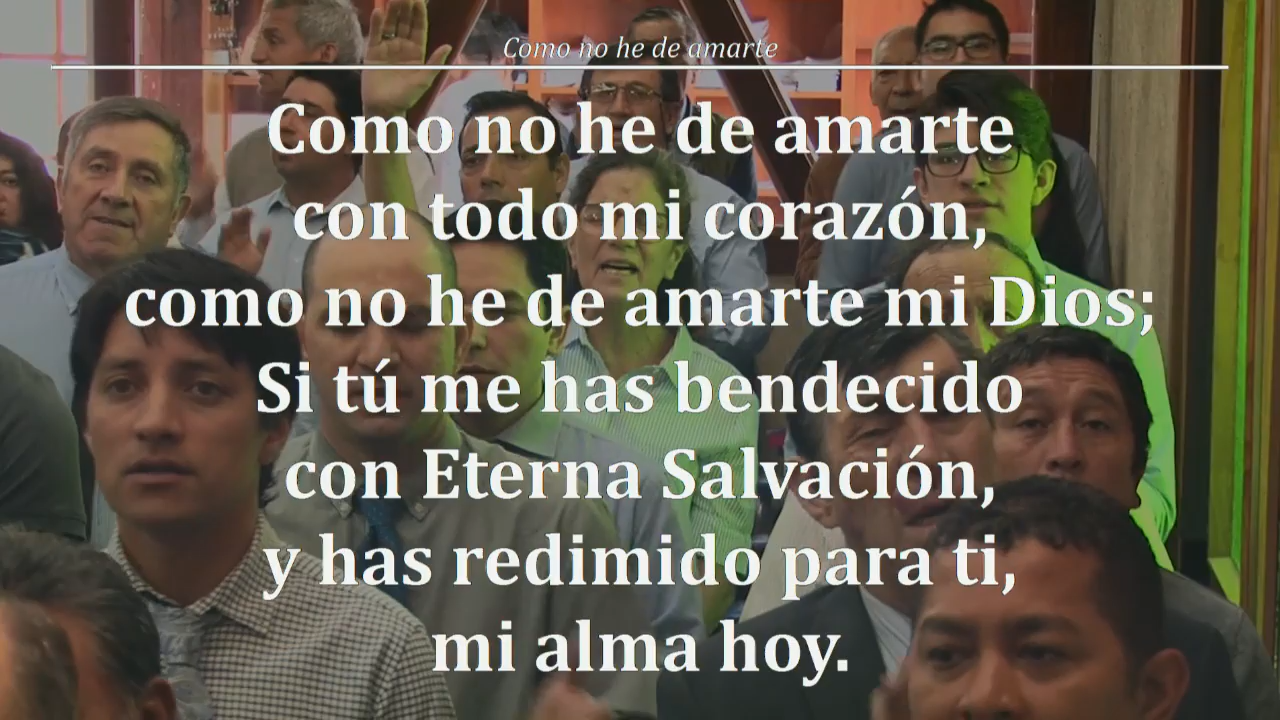 Como no he de amarte
Como no he de amarte
con todo mi corazón,
como no he de amarte mi Dios;
Si tú me has bendecido
con Eterna Salvación,
y has redimido para ti,
mi alma hoy.